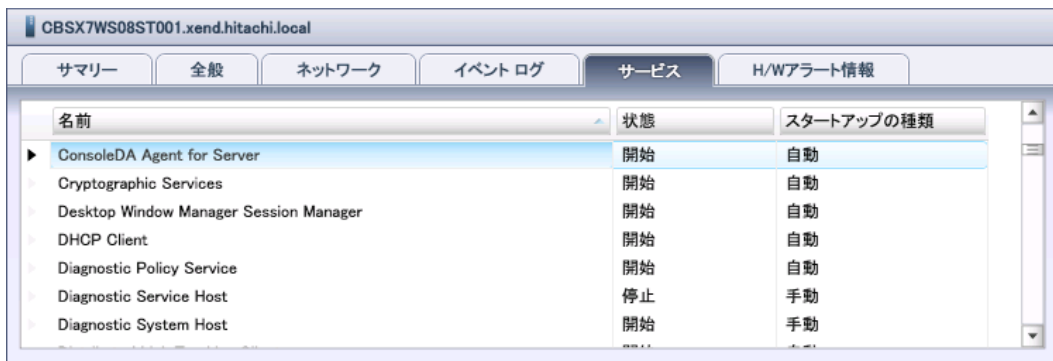 CBSX7WS08ST001.xend.hitachi.local
サマリー 全般 ネットワーク イベント ログ サービス H/Wアラート情報
名前 状態 スタートアップの種類
ConsoleDA Agent for Server 開始 自動
Cryptographic Services 開始 自動
Desktop Window Manager Session Manager 開始 自動
DHCP Client 開始 自動
Diagnostic Policy Service 開始 自動
Diagnostic Service Host 停止 手動
Diagnostic System Host 開始 手動